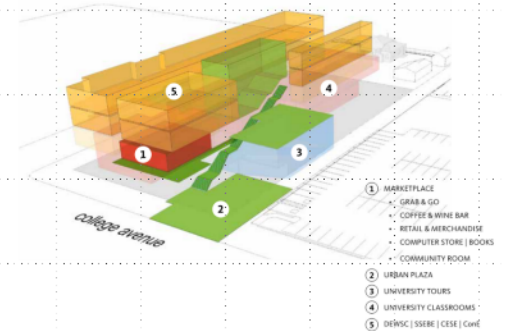 5
4
1
3
2
college avenue
1 MARKETPLACE
• GRAB & GO
• COFFEE & WINE BAR
• RETAIL & MERCHANDISE
• COMPUTER STORE | BOOKS
• COMMUNITY ROOM
2 URBAN PLAZA
3 UNIVERSITY TOURS
4 UNIVERSITY CLASSROOMS
5 DEWSC | SSEBE | CESE | ConE